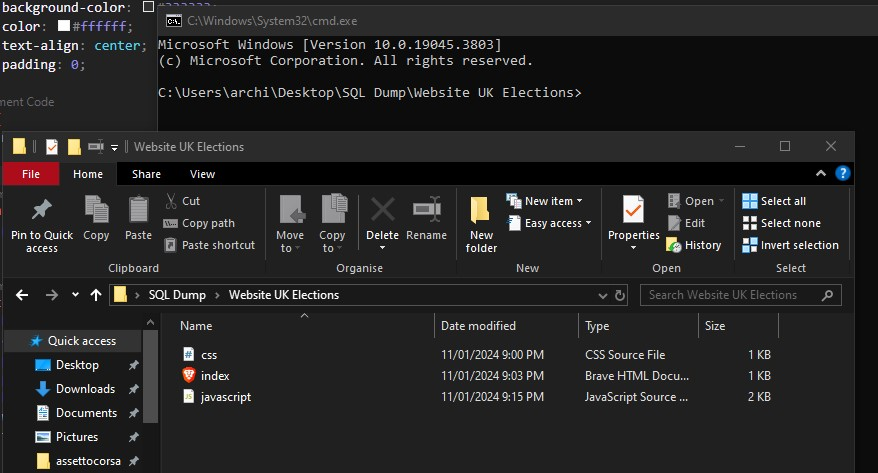 background-color: #333333;
color: #ffffff;
text-align: center;
padding: 0;
ment Code
C:\Windows\System32\cmd.exe
Microsoft Windows [Version 10.0.19045.3803]
(c) Microsoft Corporation. All rights reserved.
C:\Users\archi\Desktop\SQL Dump\Website UK Elections>
Website UK Elections
File Home Share View
Pin to Quick access
Copy
Paste
Cut
Copy path
Paste shortcut
Clipboard
Move to
Copy to
Delete
Rename
Organise
New folder
New item
Easy access
New
Properties
Open
Edit
History
Open
Select all
Select none
Invert selection
Select
SQL Dump > Website UK Elections
Search Website UK Elections
Name Date modified Type Size
Quick access
Desktop
Downloads
Documents
Pictures
assettocorsa
css 11/01/2024 9:00 PM CSS Source File 1 KB
index 11/01/2024 9:03 PM Brave HTML Docu... 1 KB
javascript 11/01/2024 9:15 PM JavaScript Source ... 2 KB